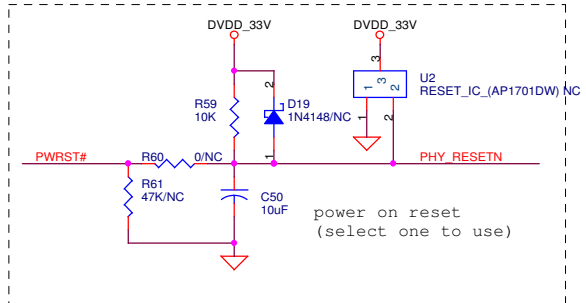 DVDD_33V
DVDD_33V
3
U2
3
RESET_IC_(AP1701DW) NC
1
2
2
R59
10K
D19
1N4148/NC
1
2
1
PWRST#
R60
0/NC
PHY_RESETN
R61
47K/NC
C50
10uF
power on reset
(select one to use)